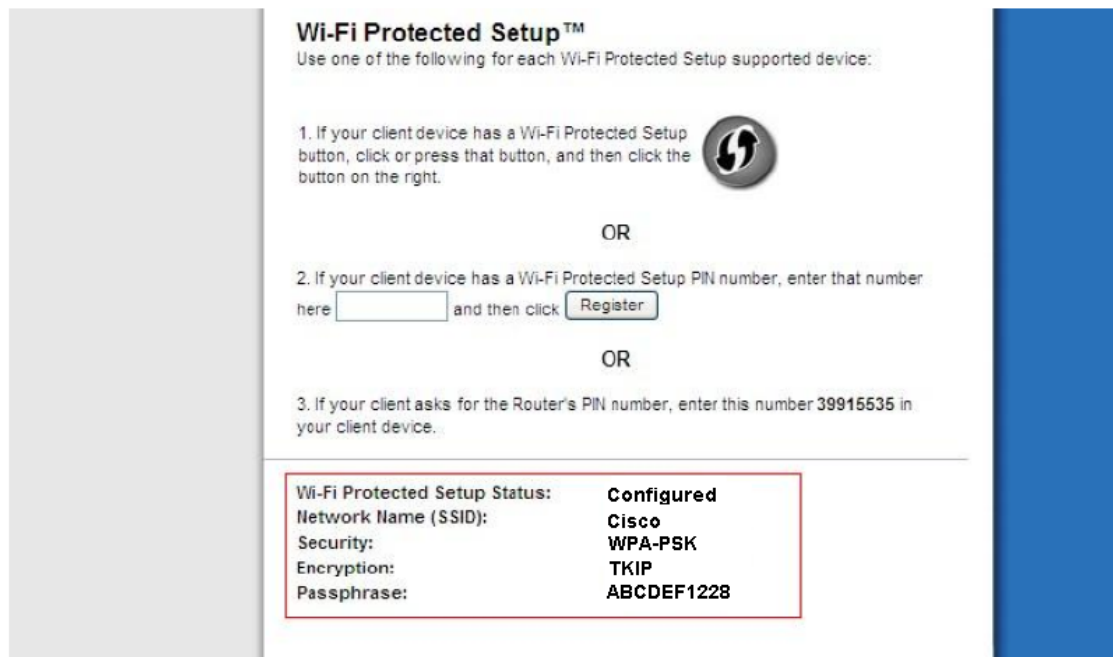 Wi-Fi Protected Setup™
Use one of the following for each Wi-Fi Protected Setup supported device:
1. If your client device has a Wi-Fi Protected Setup
button, click or press that button, and then click the
button on the right.
OR
2. If your client device has a Wi-Fi Protected Setup PIN number, enter that number
here and then click Register
OR
3. If your client asks for the Router's PIN number, enter this number 39915535 in
your client device.
Wi-Fi Protected Setup Status: Configured
Network Name (SSID): Cisco
Security: WPA-PSK
Encryption: TKIP
Passphrase: ABCDEF1228